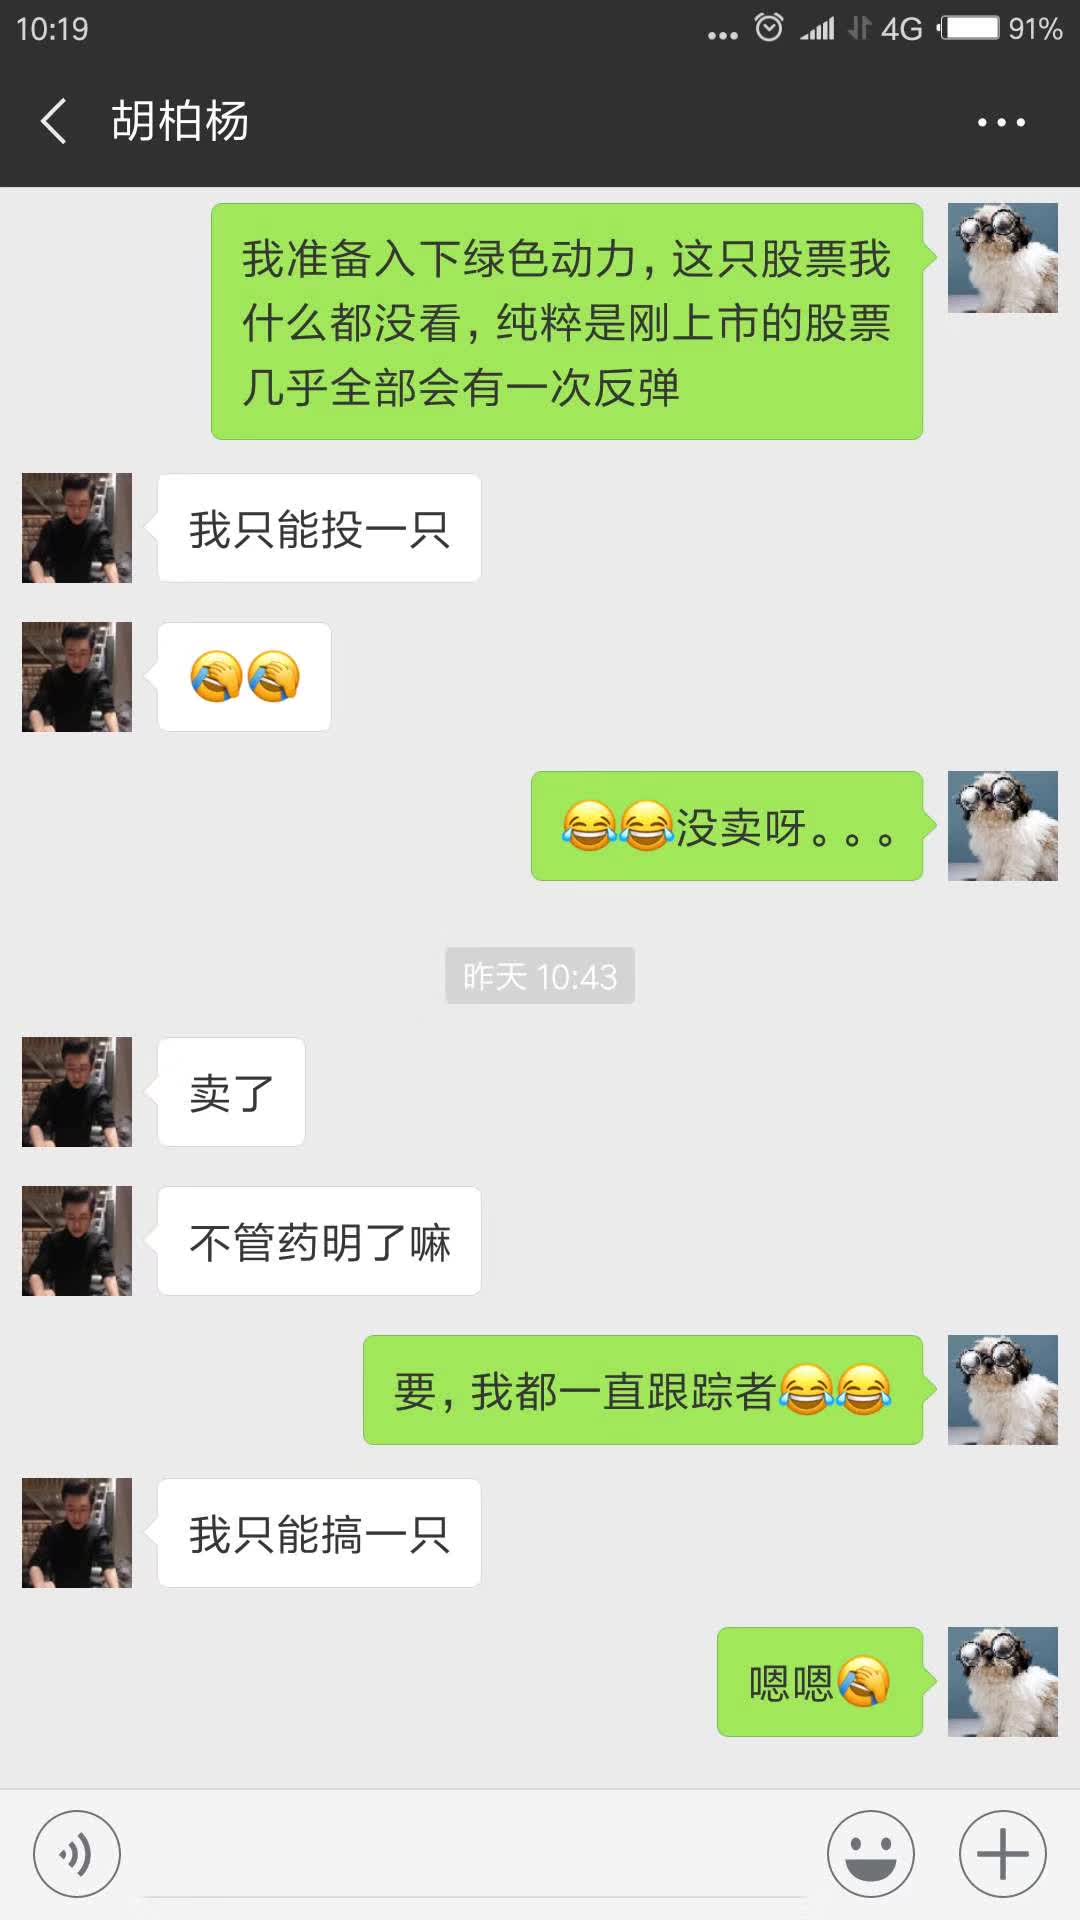 10:19
4G
91%
胡柏杨
我准备入下绿色动力,这只股票我
什么都没看,纯粹是刚上市的股票
几乎全部会有一次反弹
我只能投一只
🤦🤦
😂😂没卖呀。。。
昨天 10:43
卖了
不管药明了嘛
要,我都一直跟踪者😂😂
我只能搞一只
嗯嗯🤦